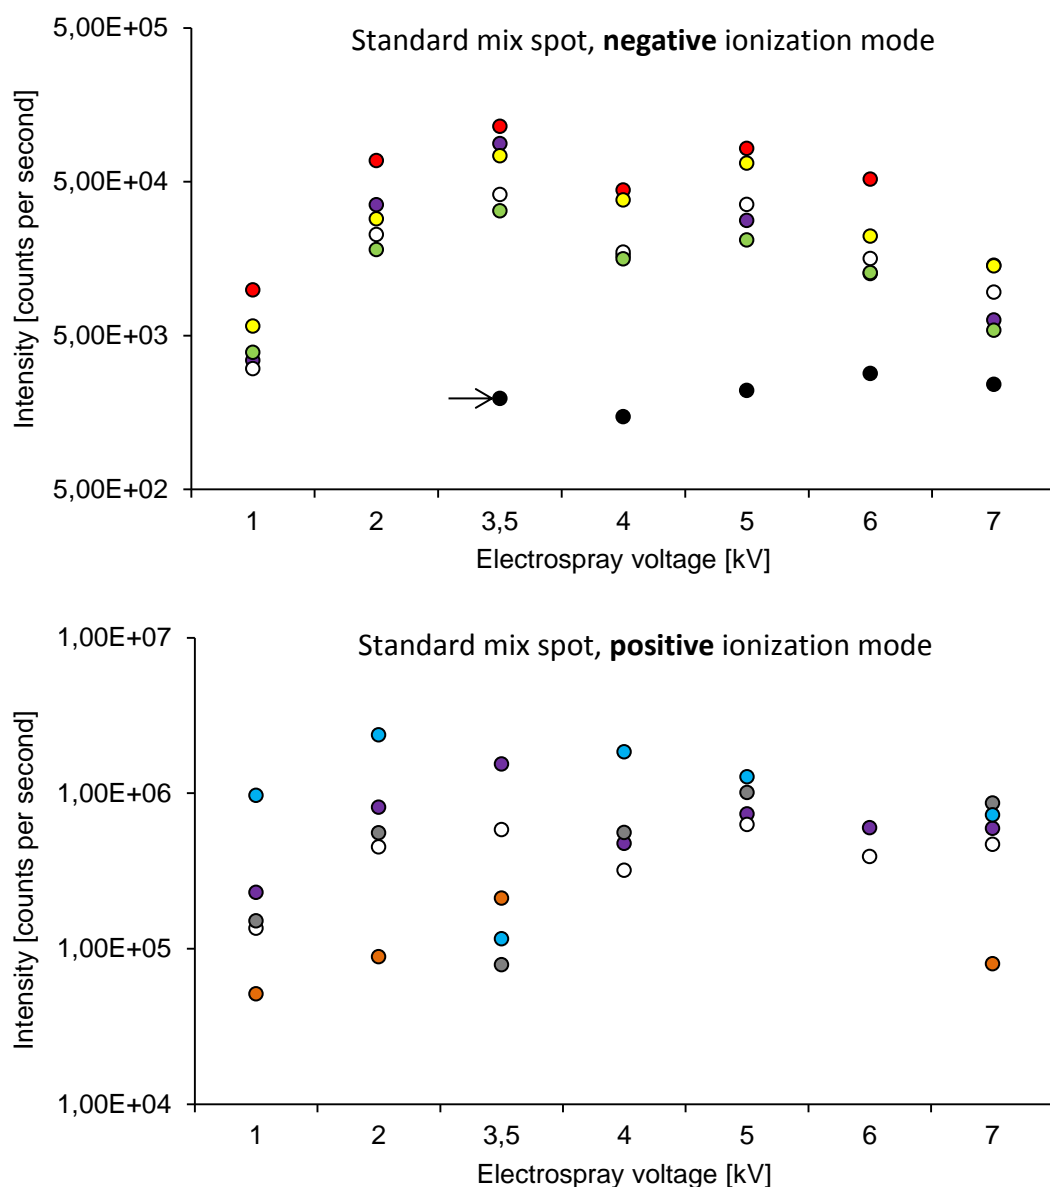 Standard mix spot, negative ionization mode
Intensity [counts per second]
5,00E+05
5,00E+04
5,00E+03
5,00E+02
1 2 3,5 4 5 6 7
Electrospray voltage [kV]
Standard mix spot, positive ionization mode
Intensity [counts per second]
1,00E+07
1,00E+06
1,00E+05
1,00E+04
1 2 3,5 4 5 6 7
Electrospray voltage [kV]